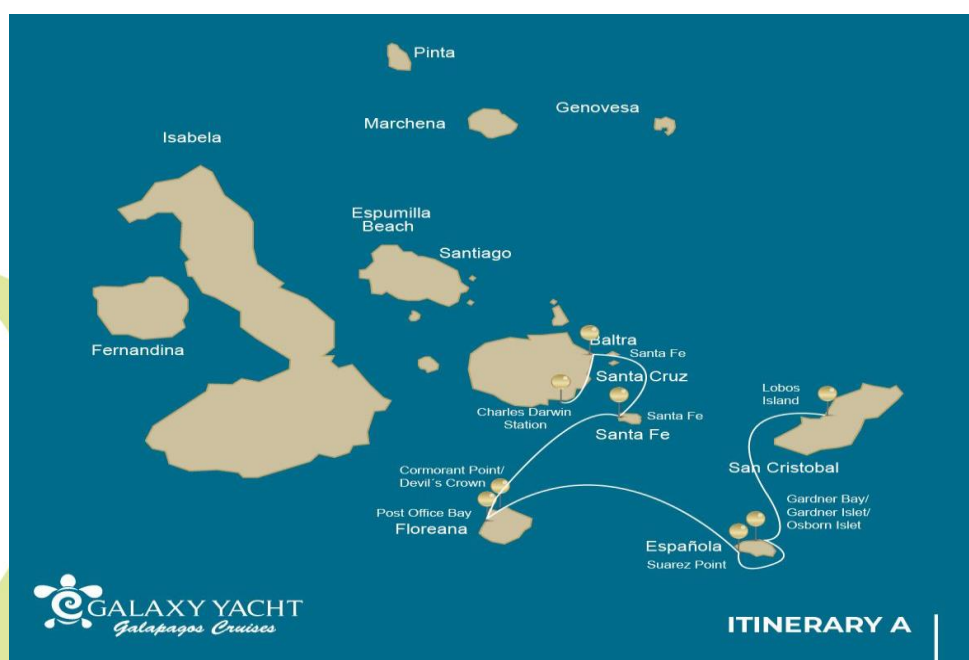 Pinta
Marchena
Genovesa
Isabela
Espumilla
Beach
Santiago
Fernandina
Baltra
Santa Fe
Santa Cruz
Charles Darwin
Station
Santa Fe
Santa Fe
Lobos
Island
San Cristobal
Cormorant Point/
Devil´s Crown
Post Office Bay
Floreana
Gardner Bay/
Gardner Islet/
Osborn Islet
Española
Suarez Point
GALAXY YACHT
Galapagos Cruises
ITINERARY A